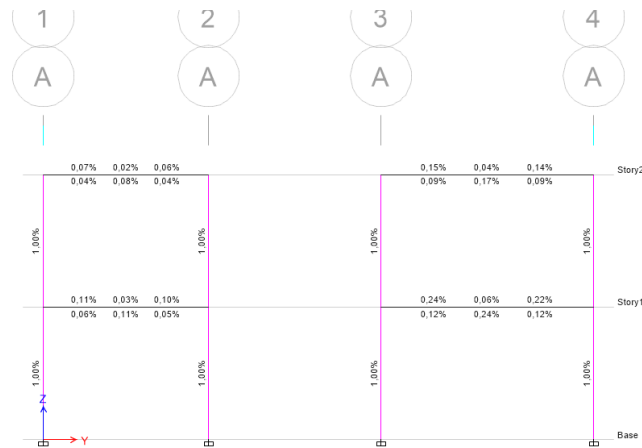 1 2 3 4
A A A A
0,07% 0,02% 0,06% 0,15% 0,04% 0,14% Story2
0,04% 0,08% 0,04% 0,09% 0,17% 0,09%
1,00% 1,00% 1,00% 1,00%
0,11% 0,03% 0,10% 0,24% 0,06% 0,22% Story1
0,06% 0,11% 0,05% 0,12% 0,24% 0,12%
1,00% 1,00% 1,00% 1,00%
Z
Y Base